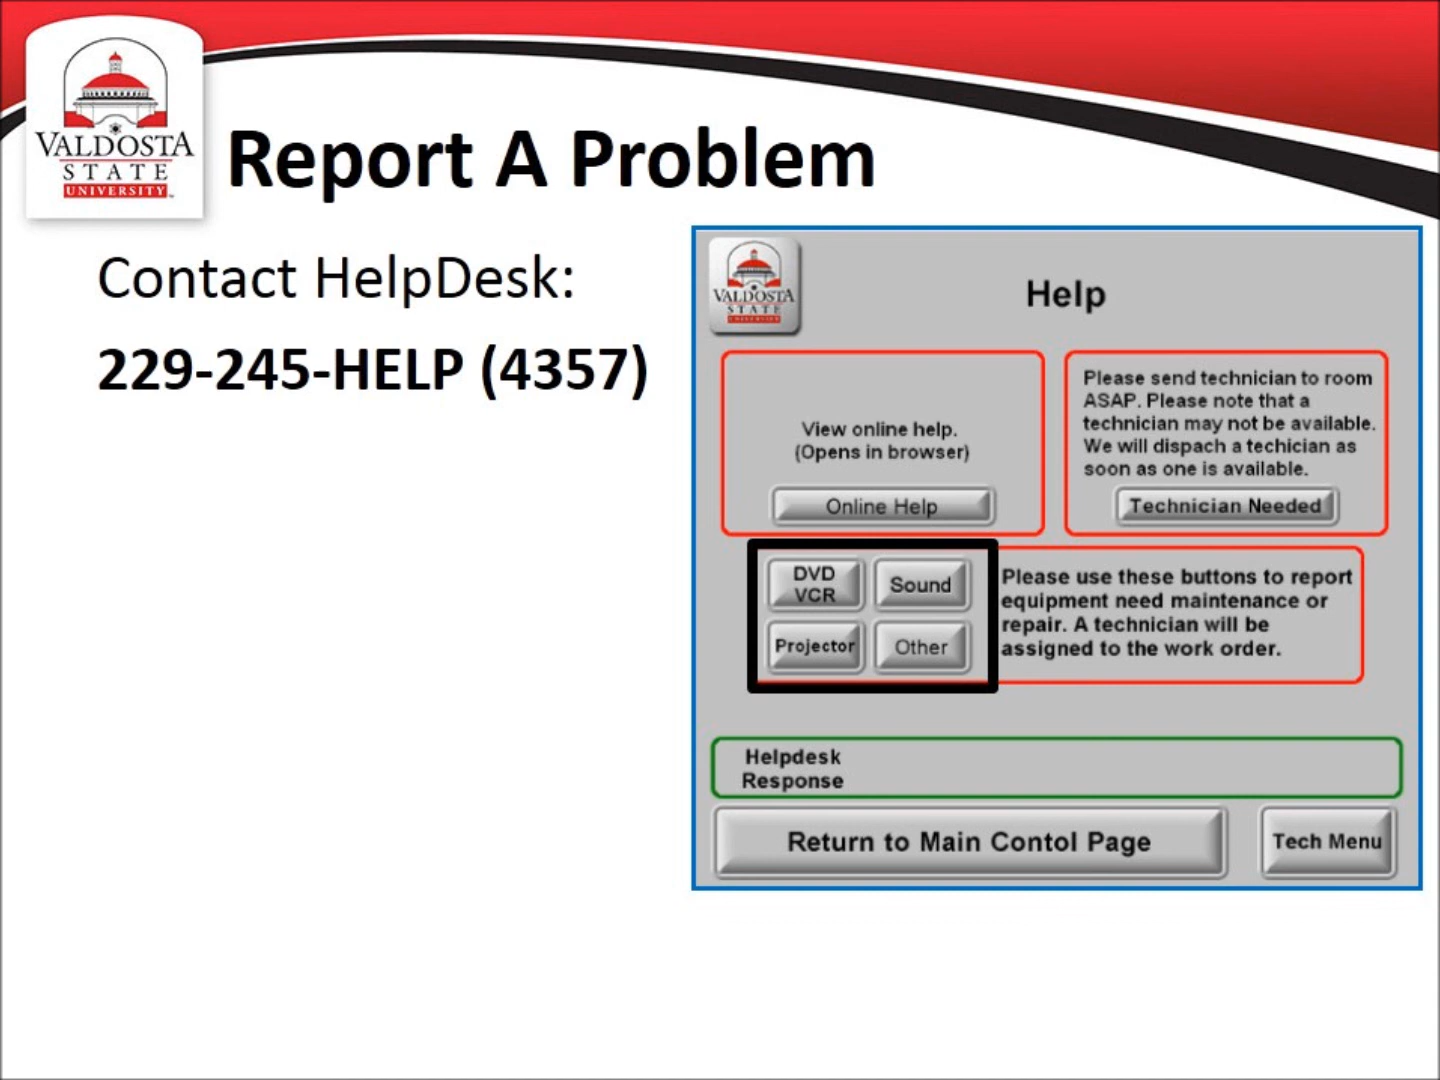 VALDOSTA
STATE
UNIVERSITY
Report A Problem
Contact HelpDesk:
229-245-HELP (4357)
VALDOSTA
STATE
UNIVERSITY
Help
View online help.
(Opens in browser)
Online Help
Please send technician to room
ASAP. Please note that a
technician may not be available.
We will dispach a techician as
soon as one is available.
Technician Needed
DVD
VCR
Sound
Projector
Other
Please use these buttons to report
equipment need maintenance or
repair. A technician will be
assigned to the work order.
Helpdesk
Response
Return to Main Contol Page
Tech Menu